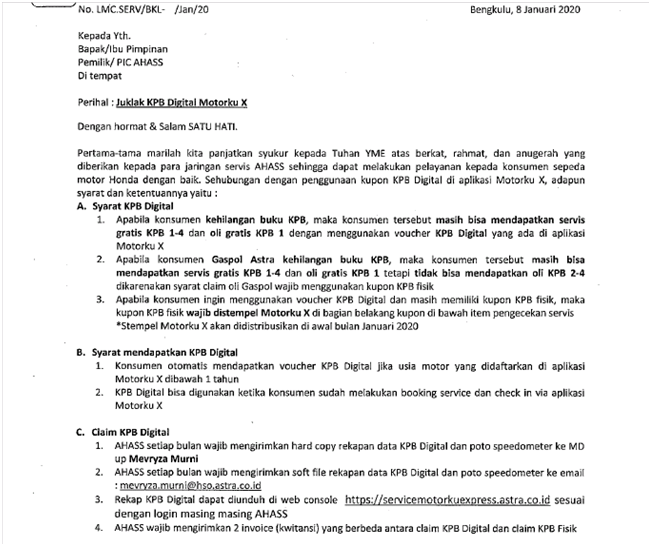 No. LMC.SERV/BKL- /Jan/20 Bengkulu, 8 Januari 2020
Kepada Yth.
Bapak/Ibu Pimpinan
Pemilik/ PIC AHASS
Di tempat
Perihal : Juklak KPB Digital Motorku X
Dengan hormat & Salam SATU HATI.
Pertama-tama marilah kita panjatkan syukur kepada Tuhan YME atas berkat, rahmat, dan anugerah yang
diberikan kepada para jaringan servis AHASS sehingga dapat melakukan pelayanan kepada konsumen sepeda
motor Honda dengan baik. Sehubungan dengan penggunaan kupon KPB Digital di aplikasi Motorku X, adapun
syarat dan ketentuannya yaitu :
A. Syarat KPB Digital
1. Apabila konsumen kehilangan buku KPB, maka konsumen tersebut masih bisa mendapatkan servis
gratis KPB 1-4 dan oli gratis KPB 1 dengan menggunakan voucher KPB Digital yang ada di aplikasi
Motorku X
2. Apabila konsumen Gaspol Astra kehilangan buku KPB, maka konsumen tersebut masih bisa
mendapatkan servis gratis KPB 1-4 dan oli gratis KPB 1 tetapi tidak bisa mendapatkan oli KPB 2-4
dikarenakan syarat claim oli Gaspol wajib menggunakan kupon KPB fisik
3. Apabila konsumen ingin menggunakan voucher KPB Digital dan masih memiliki kupon KPB fisik, maka
kupon KPB fisik wajib distempel Motorku X di bagian belakang kupon di bawah item pengecekan servis
*Stempel Motorku X akan didistribusikan di awal bulan Januari 2020
B. Syarat mendapatkan KPB Digital
1. Konsumen otomatis mendapatkan voucher KPB Digital jika usia motor yang didaftarkan di aplikasi
Motorku X dibawah 1 tahun
2. KPB Digital bisa digunakan ketika konsumen sudah melakukan booking service dan check in via aplikasi
Motorku X
C. Claim KPB Digital
1. AHASS setiap bulan wajib mengirimkan hard copy rekapan data KPB Digital dan poto speedometer ke MD
up Mevryza Murni
2. AHASS setiap bulan wajib mengirimkan soft file rekapan data KPB Digital dan poto speedometer ke email
: mevryza.murni@hso.astra.co.id
3. Rekap KPB Digital dapat diunduh di web console https://servicemotorkuexpress.astra.co.id sesuai
dengan login masing masing AHASS
4. AHASS wajib mengirimkan 2 invoice (kwitansi) yang berbeda antara claim KPB Digital dan claim KPB Fisik